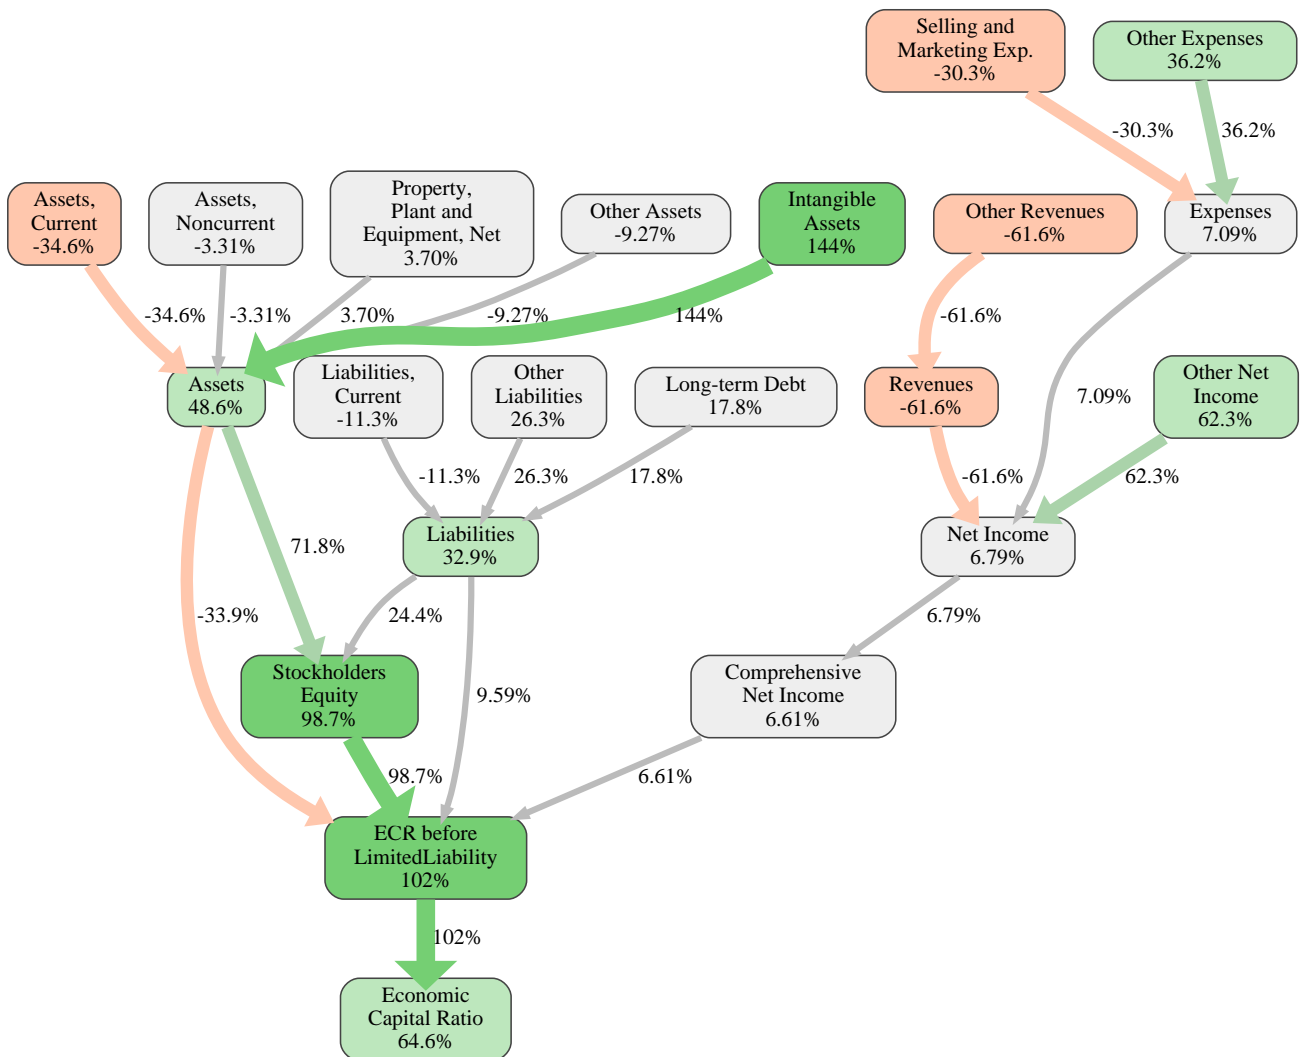 Selling and
Marketing Exp.
-30.3%
Other Expenses
36.2%
-30.3%
36.2%
Assets,
Current
-34.6%
Assets,
Noncurrent
-3.31%
Property,
Plant and
Equipment, Net
3.70%
Other Assets
-9.27%
Intangible
Assets
144%
Other Revenues
-61.6%
Expenses
7.09%
-34.6%
-3.31%
3.70%
-9.27%
144%
-61.6%
Assets
48.6%
Liabilities,
Current
-11.3%
Other
Liabilities
26.3%
Long-term Debt
17.8%
Revenues
-61.6%
7.09%
Other Net
Income
62.3%
-11.3%
26.3%
17.8%
-61.6%
62.3%
71.8%
Liabilities
32.9%
Net Income
6.79%
-33.9%
24.4%
6.79%
Stockholders
Equity
98.7%
9.59%
Comprehensive
Net Income
6.61%
98.7%
6.61%
ECR before
LimitedLiability
102%
102%
Economic
Capital Ratio
64.6%